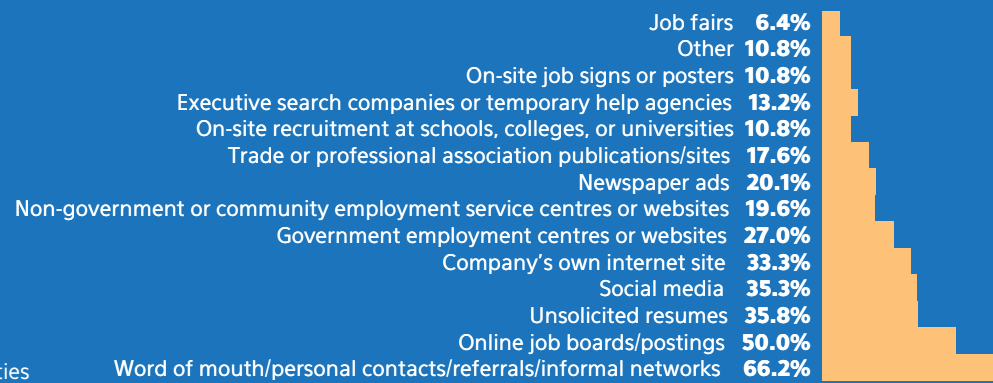 Job fairs 6.4%
Other 10.8%
On-site job signs or posters 10.8%
Executive search companies or temporary help agencies 13.2%
On-site recruitment at schools, colleges, or universities 10.8%
Trade or professional association publications/sites 17.6%
Newspaper ads 20.1%
Non-government or community employment service centres or websites 19.6%
Government employment centres or websites 27.0%
Company's own internet site 33.3%
Social media 35.3%
Unsolicited resumes 35.8%
Online job boards/postings 50.0%
Word of mouth/personal contacts/referrals/informal networks 66.2%